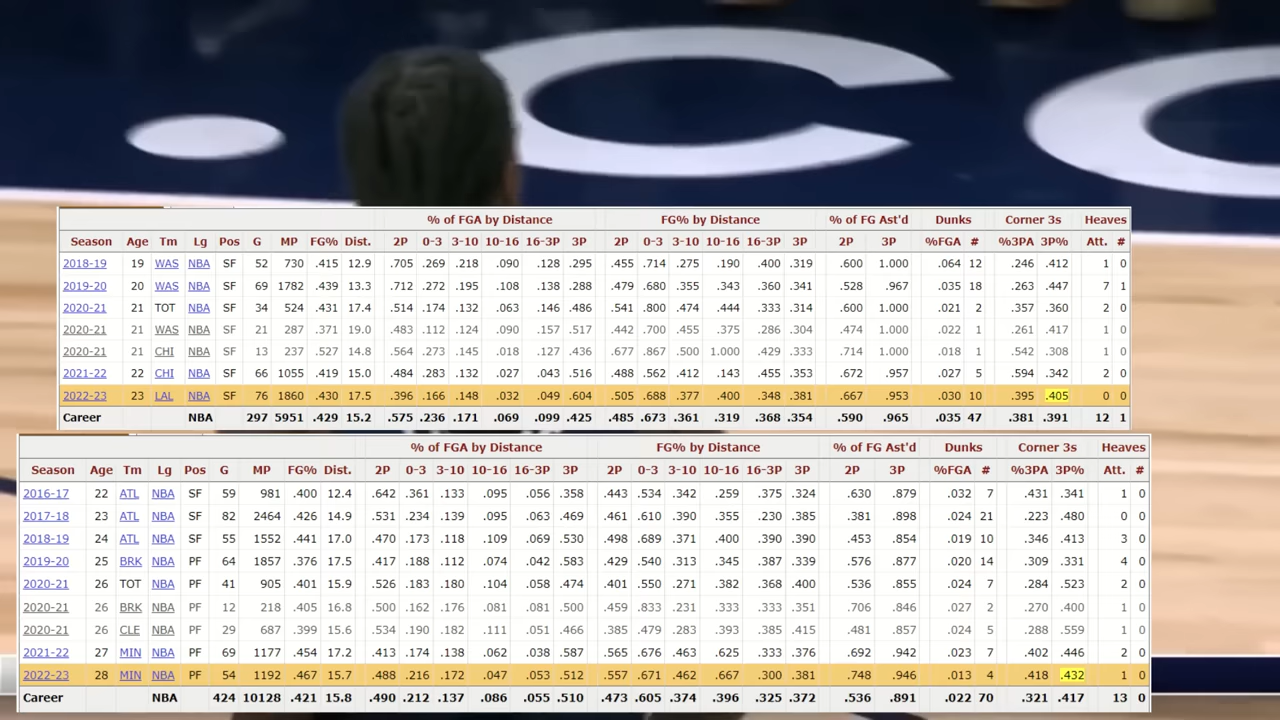 % of FGA by Distance FG% by Distance % of FG Ast'd Dunks Corner 3s Heaves
Season Age Tm Lg Pos G MP FG% Dist. 2P 0-3 3-10 10-16 16-3P 3P 2P 0-3 3-10 10-16 16-3P 3P 2P 3P %FGA # %3PA 3P% Att. #
2018-19 19 WAS NBA SF 52 730 .415 12.9 .705 .269 .218 .090 .128 .295 .455 .714 .275 .190 .400 .319 .600 1.000 .064 12 .246 .412 1 0
2019-20 20 WAS NBA SF 69 1782 .439 13.3 .712 .272 .195 .108 .138 .288 .479 .680 .355 .343 .360 .341 .528 .967 .035 18 .263 .447 7 1
2020-21 21 TOT NBA SF 34 524 .431 17.4 .514 .174 .132 .063 .146 .486 .541 .800 .474 .444 .333 .314 .600 1.000 .021 2 .357 .360 2 0
2020-21 21 WAS NBA SF 21 287 .371 19.0 .483 .112 .124 .090 .157 .517 .442 .700 .455 .375 .286 .304 .474 1.000 .022 1 .261 .417 1 0
2020-21 21 CHI NBA SF 13 237 .527 14.8 .564 .273 .145 .018 .127 .436 .677 .867 .500 1.000 .429 .333 .714 1.000 .018 1 .542 .308 1 0
2021-22 22 CHI NBA SF 66 1055 .419 15.0 .484 .283 .132 .027 .043 .516 .488 .562 .412 .143 .455 .353 .672 .957 .027 5 .594 .342 2 0
2022-23 23 LAL NBA SF 76 1860 .430 17.5 .396 .166 .148 .032 .049 .604 .505 .688 .377 .400 .348 .381 .667 .953 .030 10 .395 .405 0 0
Career NBA 297 5951 .429 15.2 .575 .236 .171 .069 .099 .425 .485 .673 .361 .319 .368 .354 .590 .965 .035 47 .381 .391 12 1
% of FGA by Distance FG% by Distance % of FG Ast'd Dunks Corner 3s Heaves
Season Age Tm Lg Pos G MP FG% Dist. 2P 0-3 3-10 10-16 16-3P 3P 2P 0-3 3-10 10-16 16-3P 3P 2P 3P %FGA # %3PA 3P% Att. #
2016-17 22 ATL NBA SF 59 981 .400 12.4 .642 .361 .133 .095 .056 .358 .443 .534 .342 .259 .375 .324 .630 .879 .032 7 .431 .341 1 0
2017-18 23 ATL NBA SF 82 2464 .426 14.9 .531 .234 .139 .095 .063 .469 .461 .610 .390 .355 .230 .385 .381 .898 .024 21 .223 .480 0 0
2018-19 24 ATL NBA SF 55 1552 .441 17.0 .470 .173 .118 .109 .069 .530 .498 .689 .371 .400 .390 .390 .453 .854 .019 10 .346 .413 3 0
2019-20 25 BRK NBA PF 64 1857 .376 17.5 .417 .188 .112 .074 .042 .583 .429 .540 .313 .345 .387 .339 .576 .877 .020 14 .309 .331 4 0
2020-21 26 TOT NBA PF 41 905 .401 15.9 .526 .183 .180 .104 .058 .474 .401 .550 .271 .382 .368 .400 .536 .855 .024 7 .284 .523 2 0
2020-21 26 BRK NBA PF 12 218 .405 16.8 .500 .162 .176 .081 .081 .500 .459 .833 .231 .333 .333 .351 .706 .846 .027 2 .270 .400 1 0
2020-21 26 CLE NBA PF 29 687 .399 15.6 .534 .190 .182 .111 .051 .466 .385 .479 .283 .393 .385 .415 .481 .857 .024 5 .288 .559 1 0
2021-22 27 MIN NBA PF 69 1177 .454 17.2 .413 .174 .138 .062 .038 .587 .565 .676 .463 .625 .333 .376 .692 .942 .023 7 .402 .446 2 0
2022-23 28 MIN NBA PF 54 1192 .467 15.7 .488 .216 .172 .047 .053 .512 .557 .671 .462 .667 .300 .381 .748 .946 .013 4 .418 .432 1 0
Career NBA 424 10128 .421 15.8 .490 .212 .137 .086 .055 .510 .473 .605 .374 .396 .325 .372 .536 .891 .022 70 .321 .417 13 0